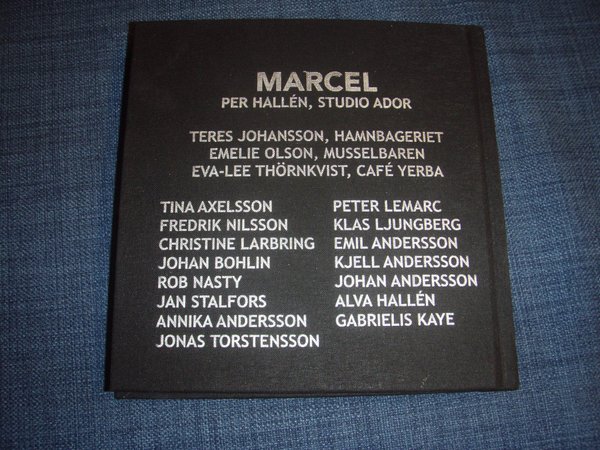 MARCEL
PER HALLÉN, STUDIO ADOR
TERES JOHANSSON, HAMNBAGERIET
EMELIE OLSON, MUSSELBAREN
EVA-LEE THÖRNKVIST, CAFÉ YERBA
TINA AXELSSON
FREDRIK NILSSON
CHRISTINE LARBRING
JOHAN BOHLIN
ROB NASTY
JAN STALFORS
ANNIKA ANDERSSON
JONAS TORSTENSSON
PETER LEMARC
KLAS LJUNGBERG
EMIL ANDERSSON
KJELL ANDERSSON
JOHAN ANDERSSON
ALVA HALLÉN
GABRIELIS KAYE